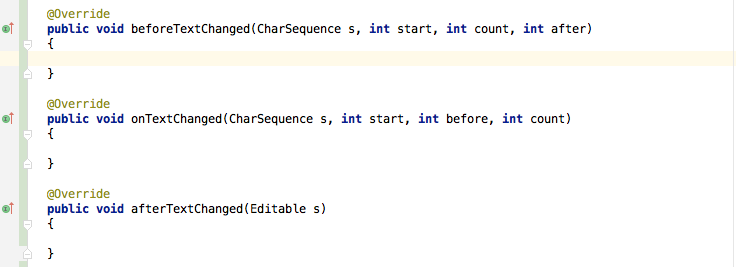 @Override
public void beforeTextChanged(CharSequence s, int start, int count, int after)
{
}
@Override
public void onTextChanged(CharSequence s, int start, int before, int count)
{
}
@Override
public void afterTextChanged(Editable s)
{
}